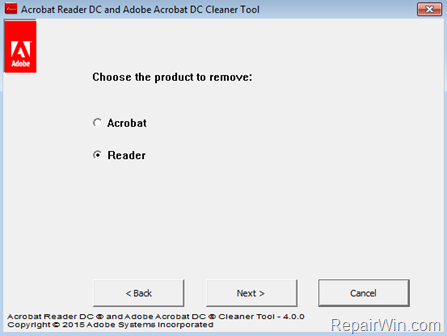 Acrobat Reader DC and Adobe Acrobat DC Cleaner Tool
Adobe
Choose the product to remove:
Acrobat
Reader
< Back Next > Cancel
Acrobat Reader DC ® and Adobe Acrobat DC ® Cleaner Tool - 4.0.0
Copyright © 2015 Adobe Systems Incorporated
RepairWin.com